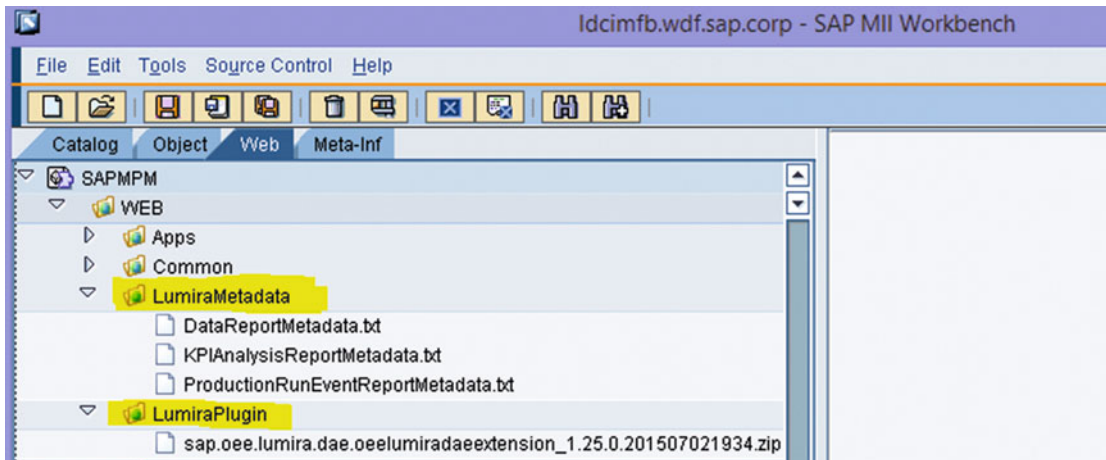 ldcimfb.wdf.sap.corp - SAP MII Workbench
File Edit Tools Source Control Help
Catalog Object Web Meta-Inf
SAPMPM
WEB
Apps
Common
LumiraMetadata
DataReportMetadata.txt
KPIAnalysisReportMetadata.txt
ProductionRunEventReportMetadata.txt
LumiraPlugin
sap.oee.lumira.dae.oeelumiradaeextension_1.25.0.201507021934.zip